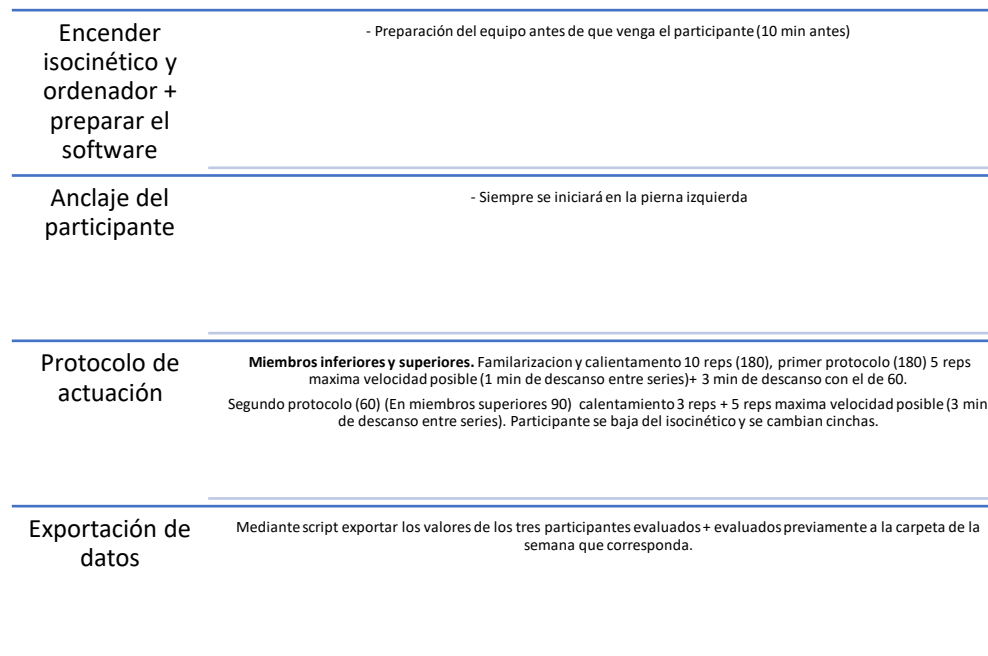 Encender
isocinético y
ordenador +
preparar el
software
- Preparación del equipo antes de que venga el participante (10 min antes)
Anclaje del
participante
- Siempre se iniciará en la pierna izquierda
Protocolo de
actuación
Miembros inferiores y superiores. Familarizacion y calientamento 10 reps (180), primer protocolo (180) 5 reps
maxima velocidad posible (1 min de descanso entre series)+ 3 min de descanso con el de 60.
Segundo protocolo (60) (En miembros superiores 90) calentamiento 3 reps + 5 reps maxima velocidad posible (3 min
de descanso entre series). Participante se baja del isocinético y se cambian cinchas.
Exportación de
datos
Mediante script exportar los valores de los tres participantes evaluados + evaluados previamente a la carpeta de la
semana que corresponda.